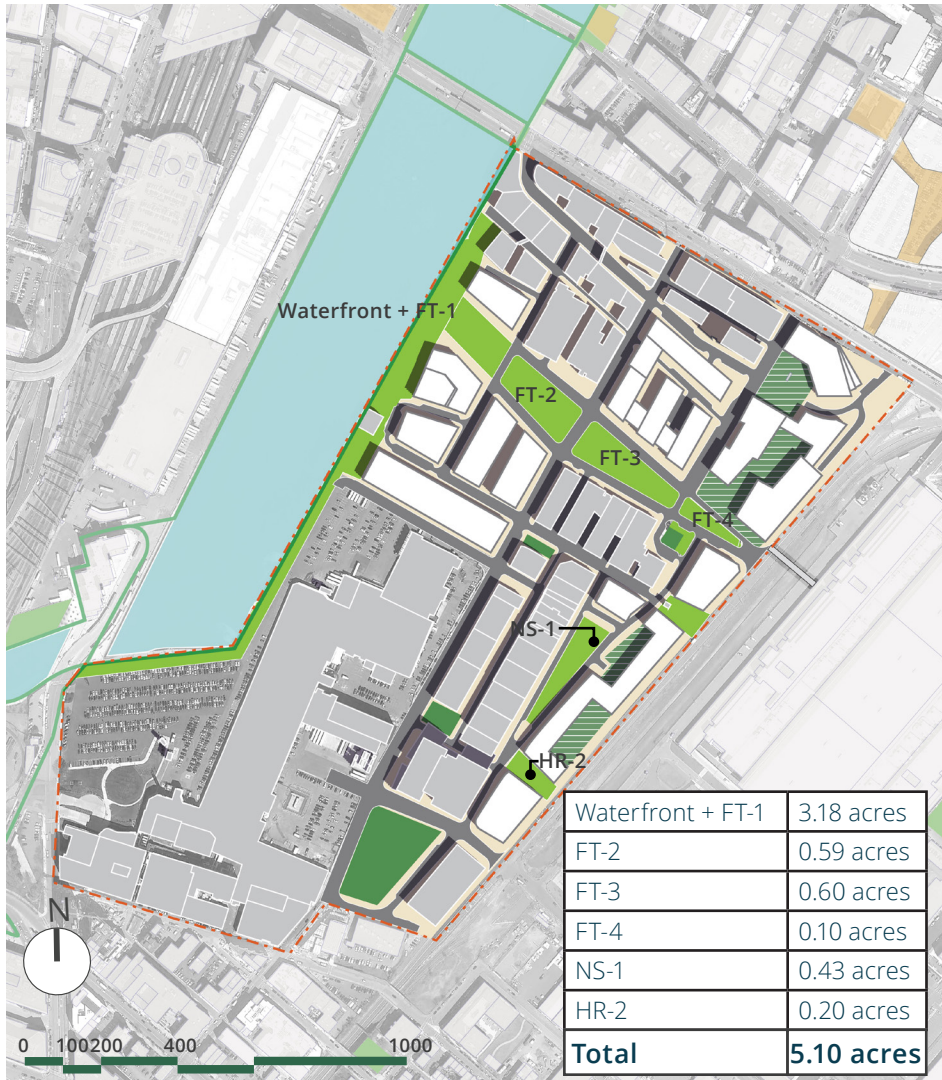 Waterfront + FT-1
FT-2
FT-3
FT-4
NS-1
HR-2
Waterfront + FT-1 3.18 acres
FT-2 0.59 acres
FT-3 0.60 acres
FT-4 0.10 acres
NS-1 0.43 acres
HR-2 0.20 acres
Total 5.10 acres
N
0 100 200 400 1000